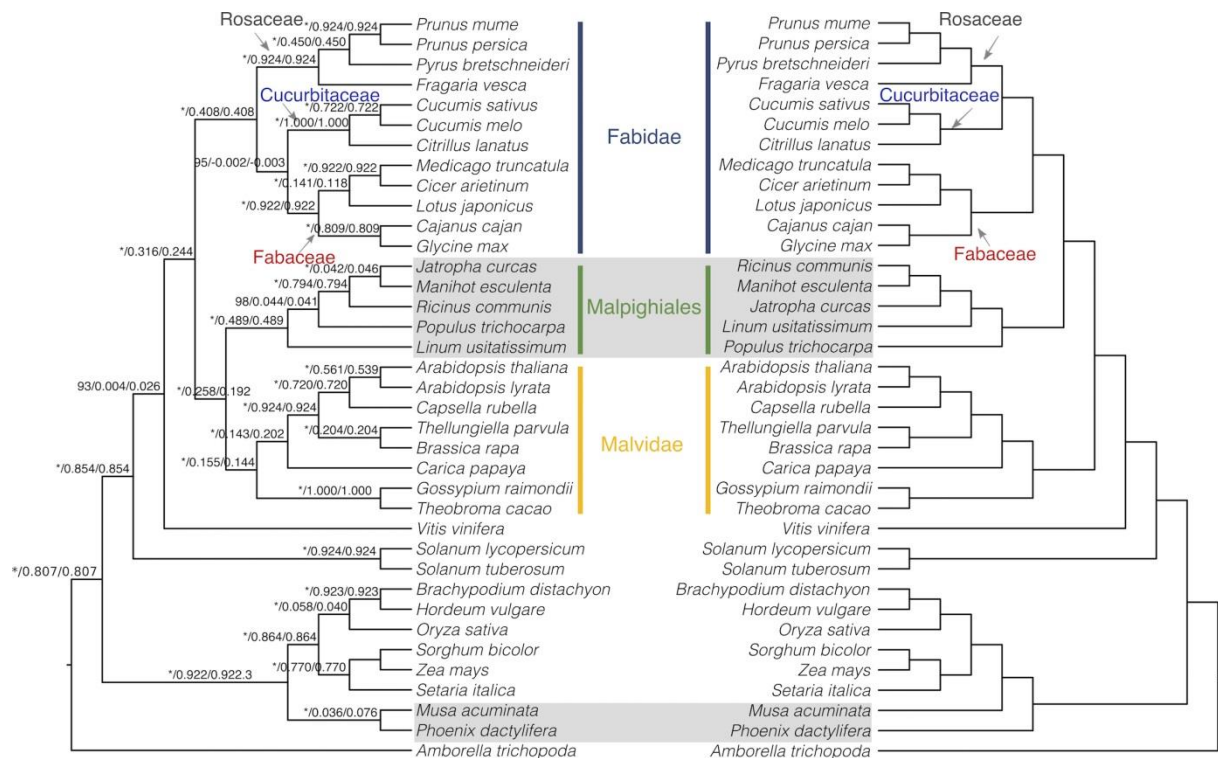 Rosaceae
*/0.924/0.924
Prunus mume
Prunus mume
Rosaceae
*/0.450/0.450
Prunus persica
Prunus persica
*/0.924/0.924
Pyrus bretschneideri
Pyrus bretschneideri
Fragaria vesca
Fragaria vesca
Cucurbitaceae
*/0.722/0.722
Cucumis sativus
Cucumis sativus
Cucurbitaceae
*/0.408/0.408
*/1.000/1.000
Cucumis melo
Cucumis melo
Fabidae
Citrillus lanatus
Citrillus lanatus
95/-0.002/-0.003
*/0.922/0.922
Medicago truncatula
Medicago truncatula
*/0.141/0.118
Cicer arietinum
Cicer arietinum
*/0.922/0.922
Lotus japonicus
Lotus japonicus
*/0.809/0.809
Cajanus cajan
Cajanus cajan
*/0.316/0.244
Fabaceae
Glycine max
Glycine max
Fabaceae
*/0.042/0.046
Jatropha curcas
Ricinus communis
*/0.794/0.794
Manihot esculenta
Manihot esculenta
98/0.044/0.041
Ricinus communis
Malpighiales
Jatropha curcas
*/0.489/0.489
Populus trichocarpa
Linum usitatissimum
Linum usitatissimum
Populus trichocarpa
*/0.561/0.539
Arabidopsis thaliana
Arabidopsis thaliana
93/0.004/0.026
*/0.258/0.192
*/0.720/0.720
Arabidopsis lyrata
Arabidopsis lyrata
*/0.924/0.924
Capsella rubella
Capsella rubella
*/0.143/0.202
*/0.204/0.204
Thellungiella parvula
Thellungiella parvula
Malvidae
Brassica rapa
Brassica rapa
*/0.854/0.854
*/0.155/0.144
Carica papaya
Carica papaya
*/1.000/1.000
Gossypium raimondii
Gossypium raimondii
Theobroma cacao
Theobroma cacao
Vitis vinifera
Vitis vinifera
*/0.924/0.924
Solanum lycopersicum
Solanum lycopersicum
*/0.807/0.807
Solanum tuberosum
Solanum tuberosum
*/0.923/0.923
Brachypodium distachyon
Brachypodium distachyon
*/0.058/0.040
Hordeum vulgare
Hordeum vulgare
*/0.864/0.864
Oryza sativa
Oryza sativa
Sorghum bicolor
Sorghum bicolor
*/0.922/0.922.3
*/0.770/0.770
Zea mays
Zea mays
Setaria italica
Setaria italica
*/0.036/0.076
Musa acuminata
Musa acuminata
Phoenix dactylifera
Phoenix dactylifera
Amborella trichopoda
Amborella trichopoda